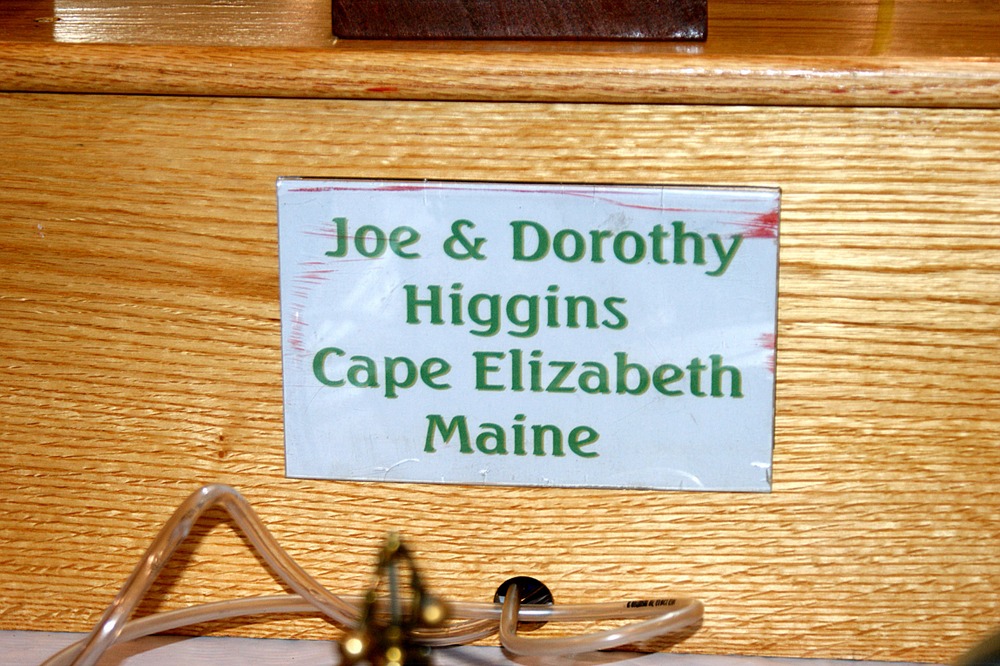 Joe & Dorothy
Higgins
Cape Elizabeth
Maine